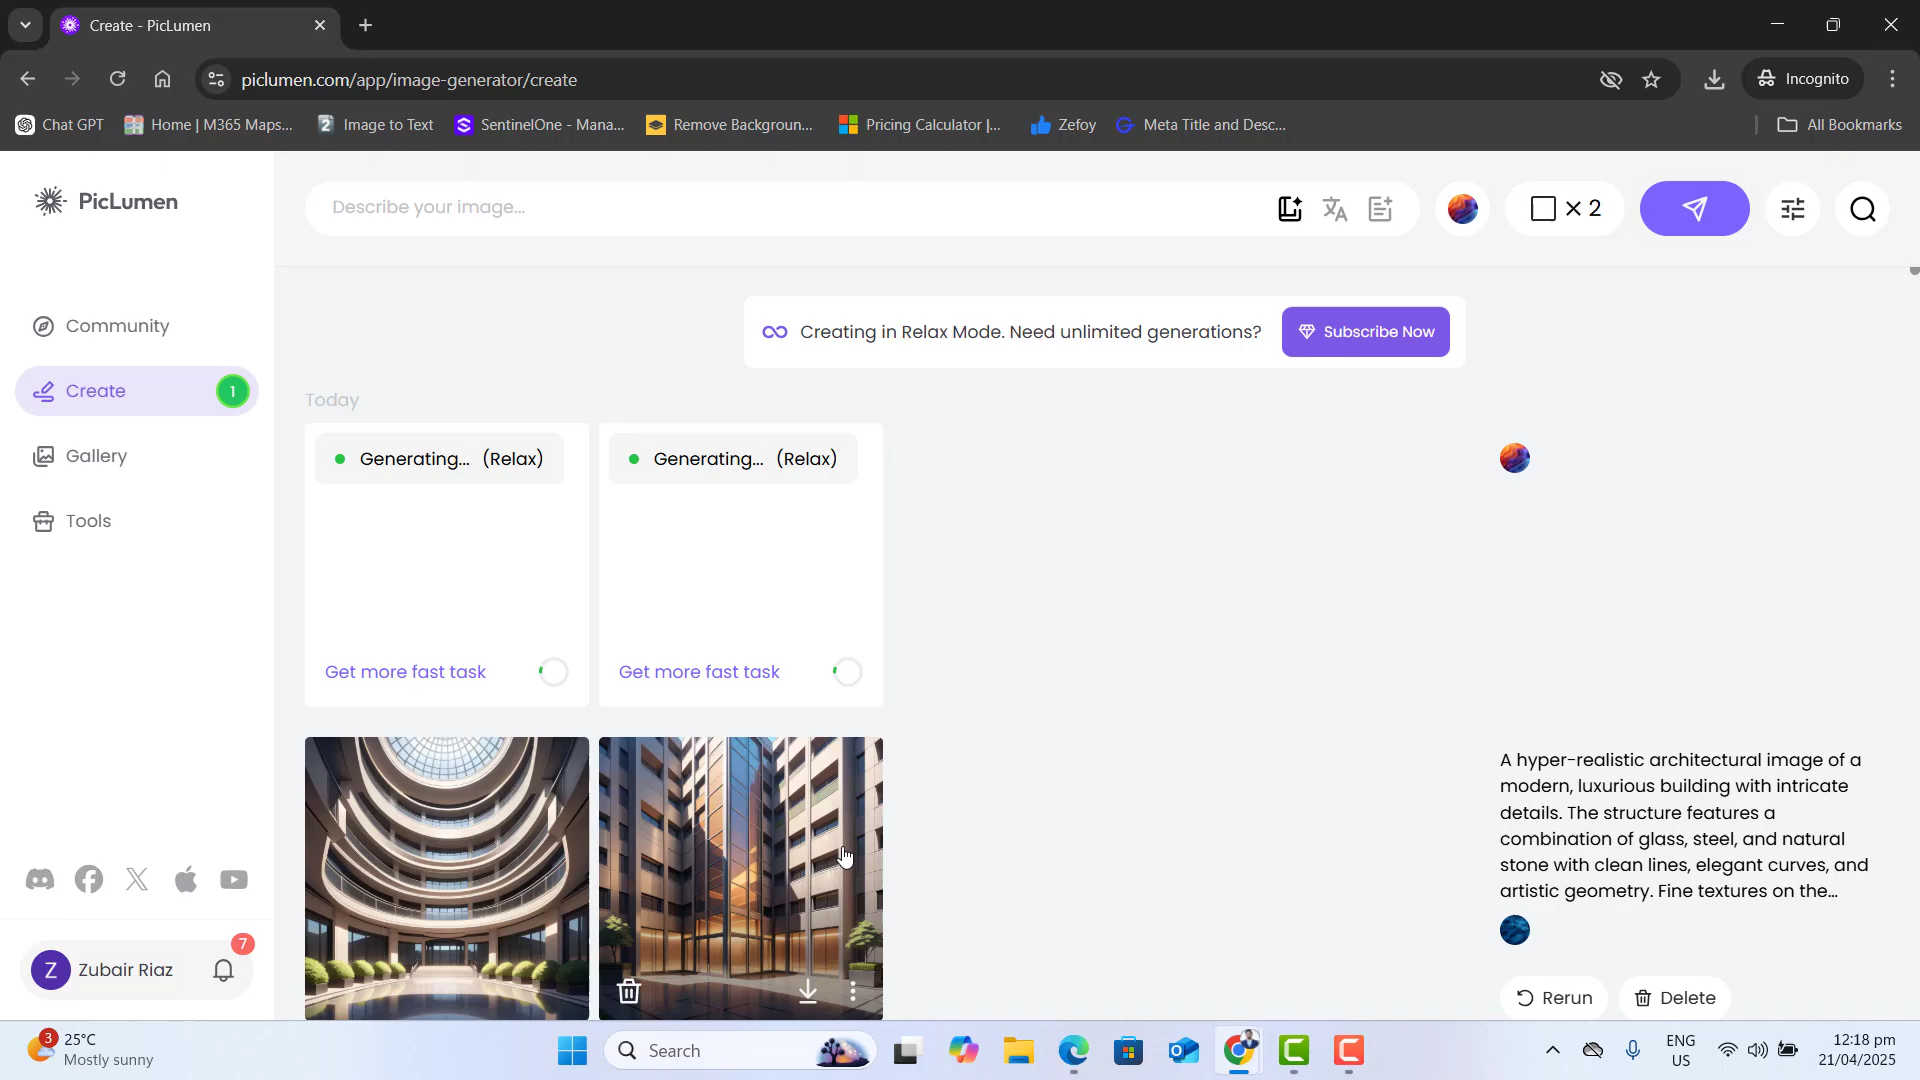 Create - PicLumen
piclumen.com/app/image-generator/create
Incognito
Chat GPT
Home | M365 Maps...
Image to Text
SentinelOne - Mana...
Remove Backgroun...
Pricing Calculator |...
Zefoy
Meta Title and Desc...
All Bookmarks
PicLumen
Describe your image...
× 2
Community
Create
1
Gallery
Tools
Creating in Relax Mode. Need unlimited generations?
Subscribe Now
Today
Generating... (Relax)
Generating... (Relax)
Get more fast task
Get more fast task
A hyper-realistic architectural image of a
modern, luxurious building with intricate
details. The structure features a
combination of glass, steel, and natural
stone with clean lines, elegant curves, and
artistic geometry. Fine textures on the...
Rerun
Delete
7
Z
Zubair Riaz
3
25°C
Mostly sunny
Search
ENG
US
12:18 pm
21/04/2025